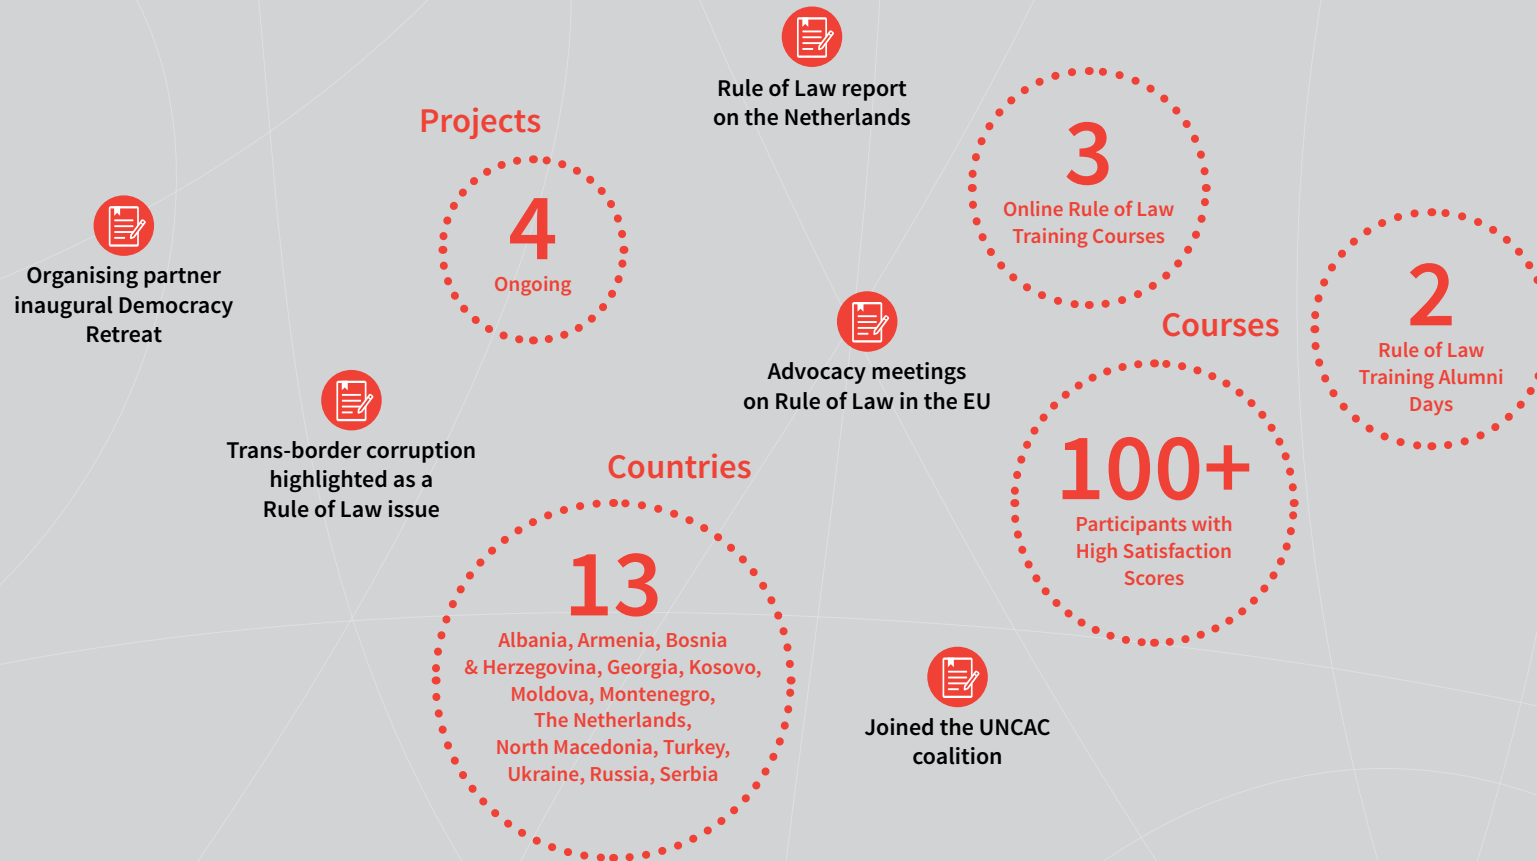 Rule of Law report
on the Netherlands
Projects
4
Ongoing
3
Online Rule of Law
Training Courses
Organising partner
inaugural Democracy
Retreat
2
Rule of Law
Training Alumni
Days
Courses
Advocacy meetings
on Rule of Law in the EU
100+
Participants with
High Satisfaction
Scores
Trans-border corruption
highlighted as a
Rule of Law issue
Countries
13
Albania, Armenia, Bosnia
& Herzegovina, Georgia, Kosovo,
Moldova, Montenegro,
The Netherlands,
North Macedonia, Turkey,
Ukraine, Russia, Serbia
Joined the UNCAC
coalition